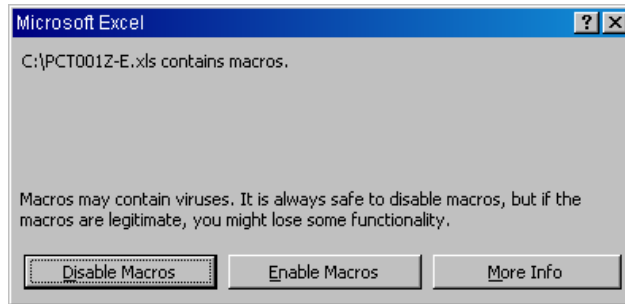 Microsoft Excel
C:\PCT001Z-E.xls contains macros.
Macros may contain viruses. It is always safe to disable macros, but if the
macros are legitimate, you might lose some functionality.
Disable Macros Enable Macros More Info